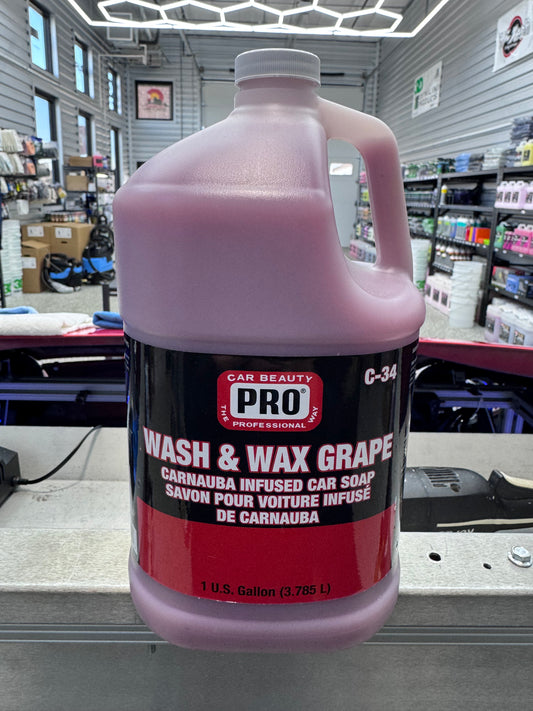 CAR BEAUTY
PRO®
THE PROFESSIONAL WAY
C-34
WASH & WAX GRAPE
CARNAUBA INFUSED CAR SOAP
SAVON POUR VOITURE INFUSÉ
DE CARNAUBA
1 U.S. Gallon (3.785 L)